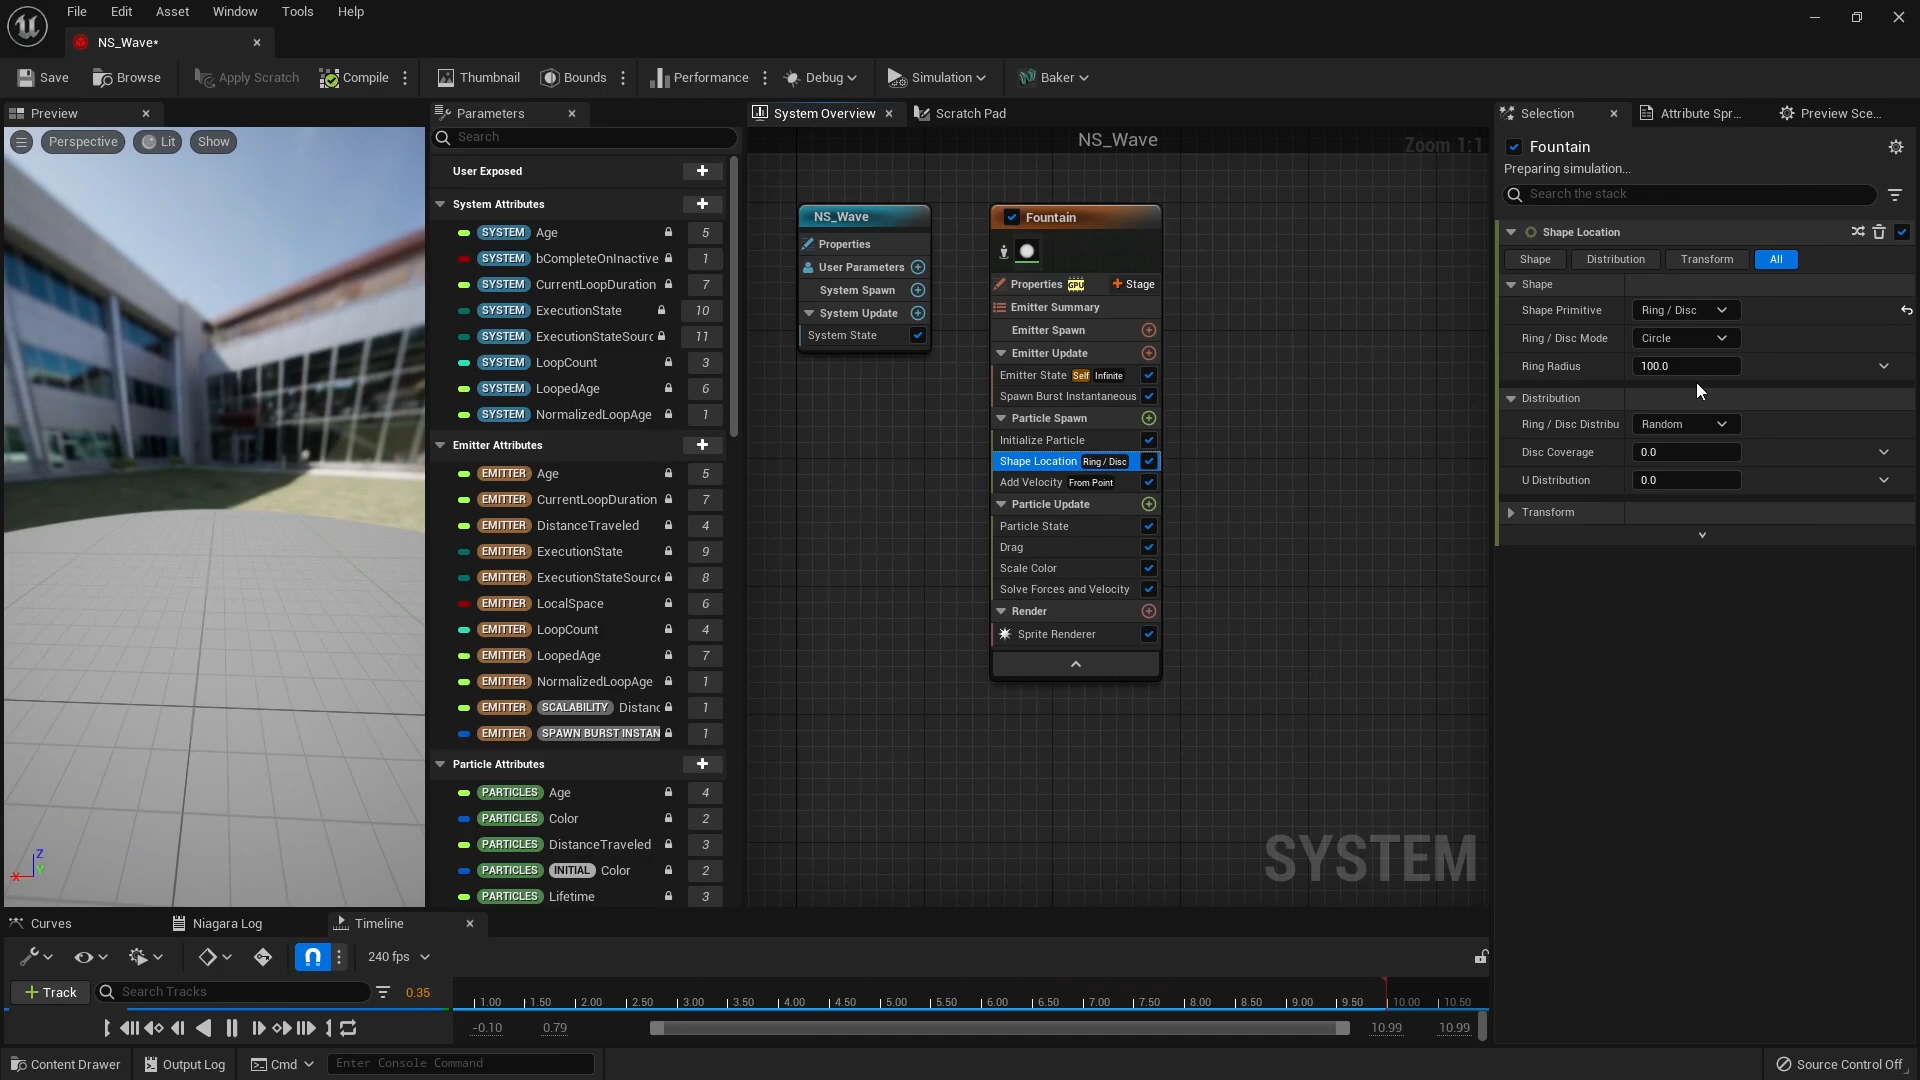 File Edit Asset Window Tools Help
NS_Wave*
Save Browse Apply Scratch Compile Thumbnail Bounds Performance Debug Simulation Baker
Preview
Perspective Lit Show
Parameters
Search
User Exposed
System Attributes
SYSTEM Age 5
SYSTEM bCompleteOnInactive 1
SYSTEM CurrentLoopDuration 7
SYSTEM ExecutionState 10
SYSTEM ExecutionStateSourc 11
SYSTEM LoopCount 3
SYSTEM LoopedAge 6
SYSTEM NormalizedLoopAge 1
Emitter Attributes
EMITTER Age 5
EMITTER CurrentLoopDuration 7
EMITTER DistanceTraveled 4
EMITTER ExecutionState 9
EMITTER ExecutionStateSource 8
EMITTER LocalSpace 6
EMITTER LoopCount 4
EMITTER LoopedAge 7
EMITTER NormalizedLoopAge 1
EMITTER SCALABILITY Distanc 1
EMITTER SPAWN BURST INSTAN 1
Particle Attributes
PARTICLES Age 4
PARTICLES Color 2
PARTICLES DistanceTraveled 3
PARTICLES INITIAL Color 2
PARTICLES Lifetime 3
System Overview Scratch Pad
NS_Wave
Zoom 1:1
NS_Wave
Properties
User Parameters
System Spawn
System Update
System State
Fountain
Properties GPU Stage
Emitter Summary
Emitter Spawn
Emitter Update
Emitter State Self Infinite
Spawn Burst Instantaneous
Particle Spawn
Initialize Particle
Shape Location Ring / Disc
Add Velocity From Point
Particle Update
Particle State
Drag
Scale Color
Solve Forces and Velocity
Render
Sprite Renderer
SYSTEM
Selection Attribute Spr... Preview Sce...
Fountain
Preparing simulation...
Search the stack
Shape Location
Shape Distribution Transform All
Shape
Shape Primitive Ring / Disc
Ring / Disc Mode Circle
Ring Radius 100.0
Distribution
Ring / Disc Distribu Random
Disc Coverage 0.0
U Distribution 0.0
Transform
Z
X
Curves Niagara Log Timeline
240 fps
Track Search Tracks 0.35
1.00 1.50 2.00 2.50 3.00 3.50 4.00 4.50 5.00 5.50 6.00 6.50 7.00 7.50 8.00 8.50 9.00 9.50 10.00 10.50
-0.10 0.79 10.99 10.99
Content Drawer Output Log Cmd Enter Console Command Source Control Off